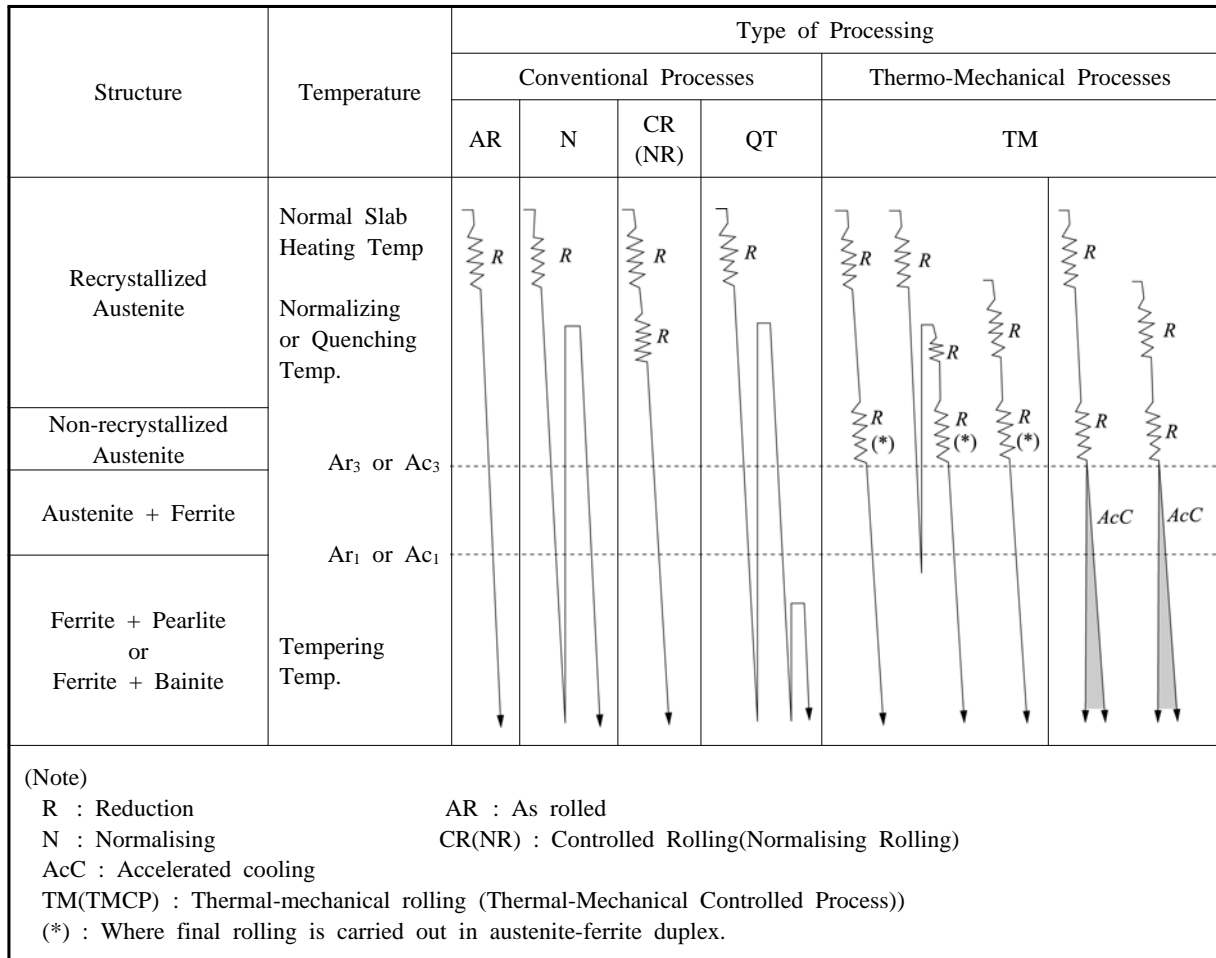 Structure
Temperature
Type of Processing
Conventional Processes
Thermo-Mechanical Processes
AR
N
CR
(NR)
QT
TM
Recrystallized
Austenite
Normal Slab
Heating Temp
Normalizing
or Quenching
Temp.
R
R
R
R
R
R
R
R
R
R
R
R
R
(*)
R
(*)
R
(*)
R
R
Non-recrystallized
Austenite
Ar₃ or Ac₃
Austenite + Ferrite
AcC
AcC
Ar₁ or Ac₁
Ferrite + Pearlite
or
Ferrite + Bainite
Tempering
Temp.
(Note)
R : Reduction AR : As rolled
N : Normalising CR(NR) : Controlled Rolling(Normalising Rolling)
AcC : Accelerated cooling
TM(TMCP) : Thermal-mechanical rolling (Thermal-Mechanical Controlled Process))
(*) : Where final rolling is carried out in austenite-ferrite duplex.